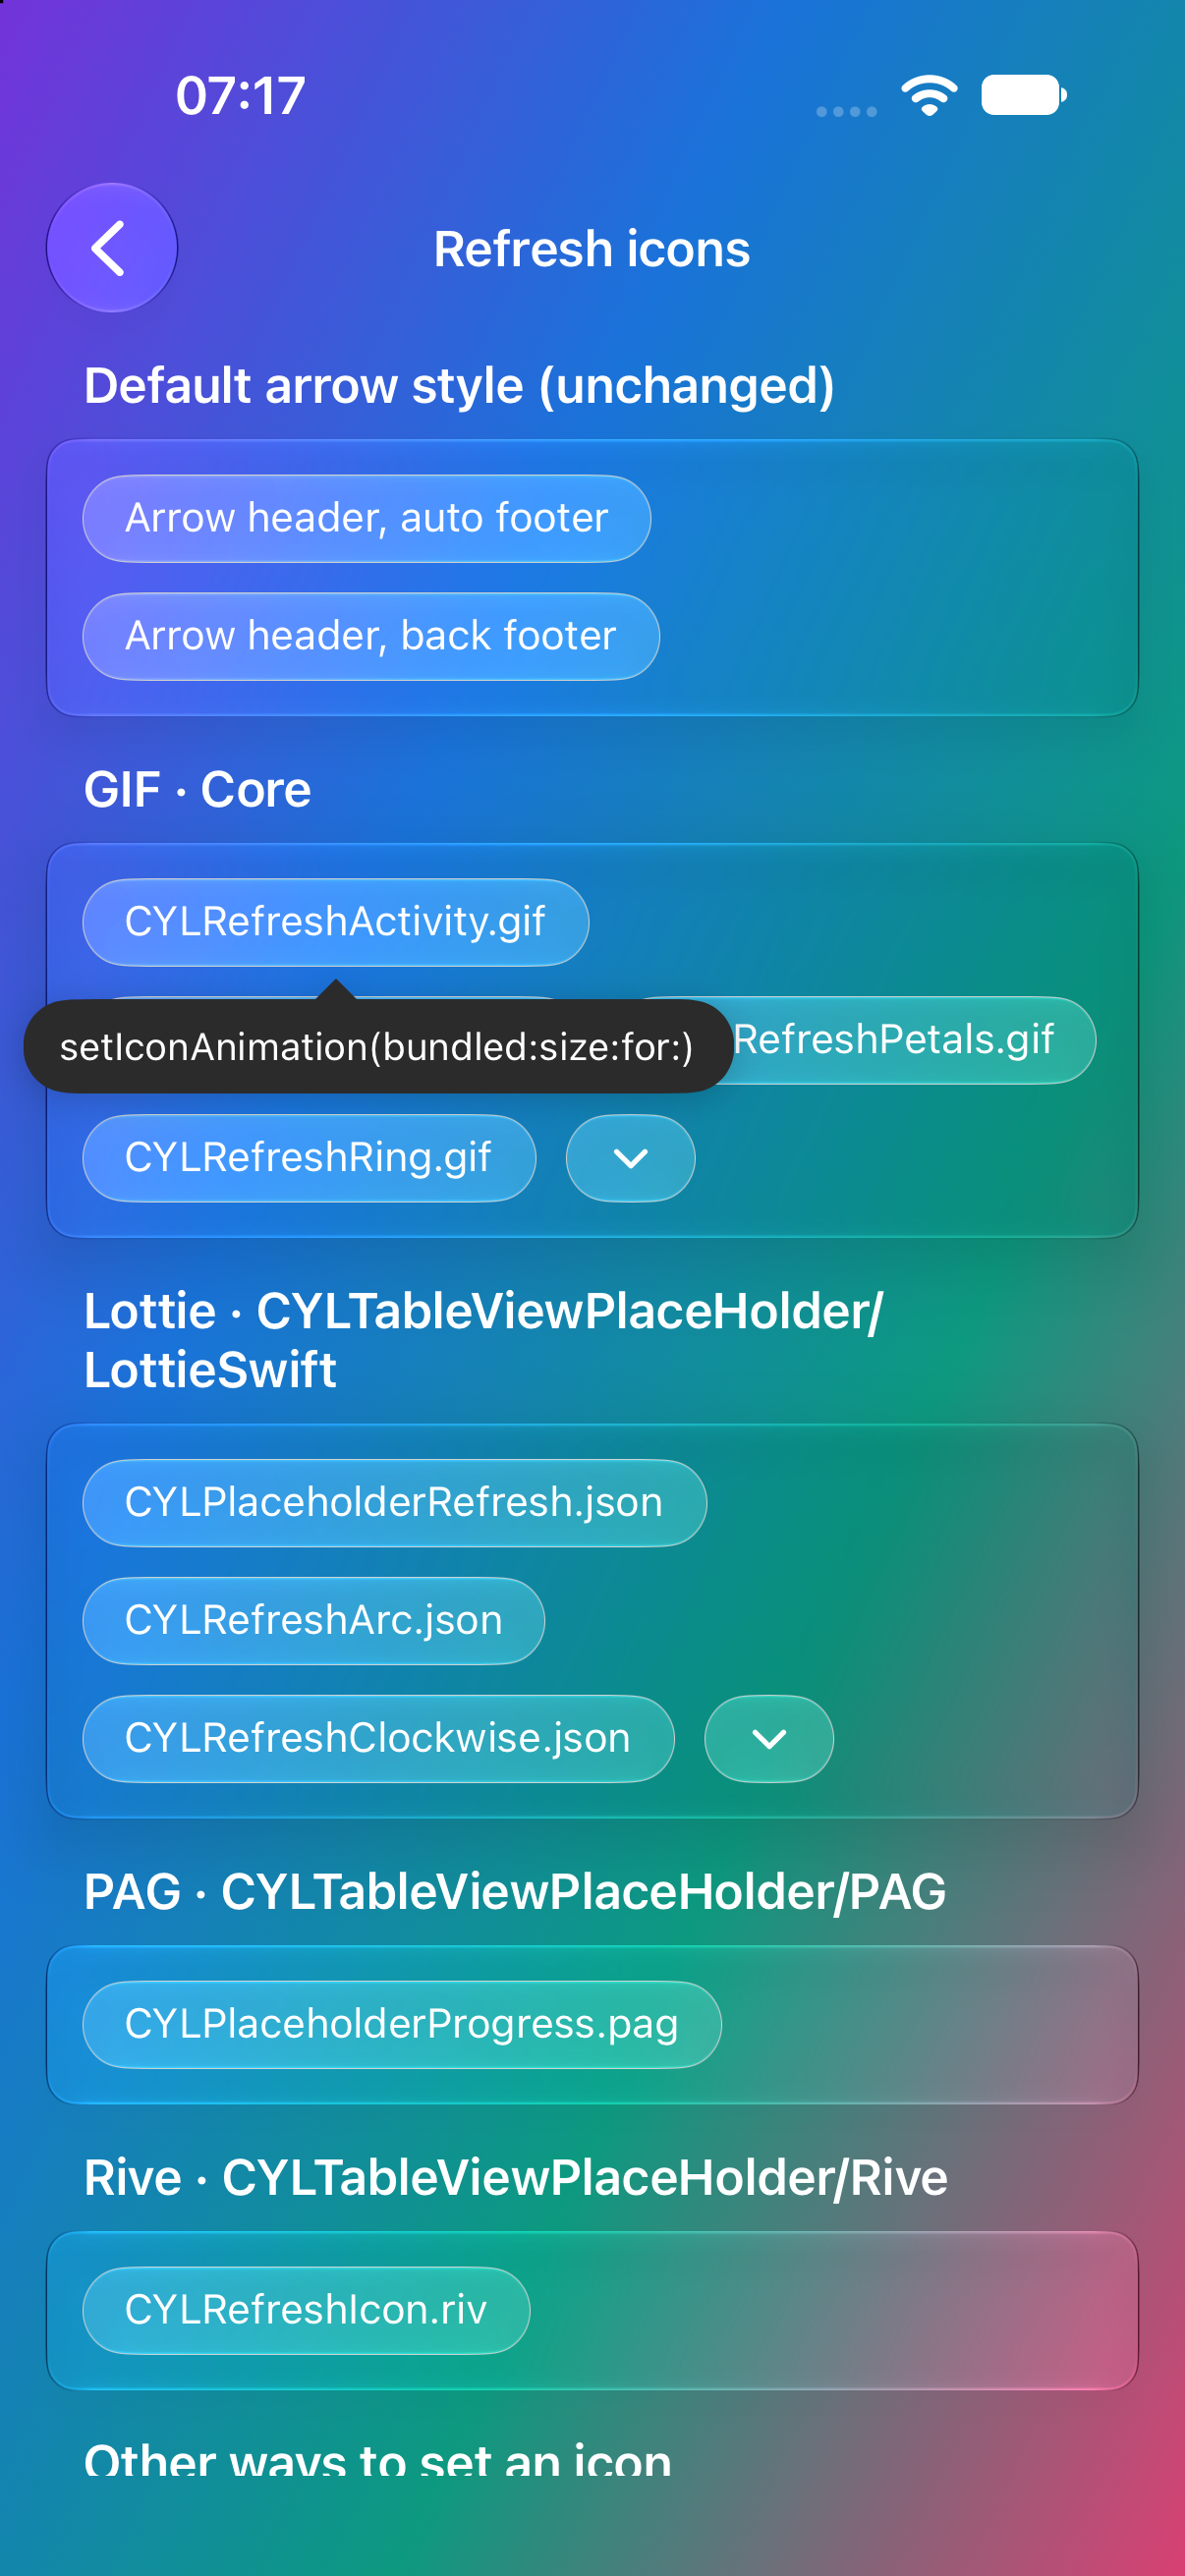 07:17
Refresh icons
Default arrow style (unchanged)
Arrow header, auto footer
Arrow header, back footer
GIF · Core
CYLRefreshActivity.gif
setIconAnimation(bundled:size:for:)
RefreshPetals.gif
CYLRefreshRing.gif
Lottie · CYLTableViewPlaceHolder/
LottieSwift
CYLPlaceholderRefresh.json
CYLRefreshArc.json
CYLRefreshClockwise.json
PAG · CYLTableViewPlaceHolder/PAG
CYLPlaceholderProgress.pag
Rive · CYLTableViewPlaceHolder/Rive
CYLRefreshIcon.riv
Other ways to set an icon